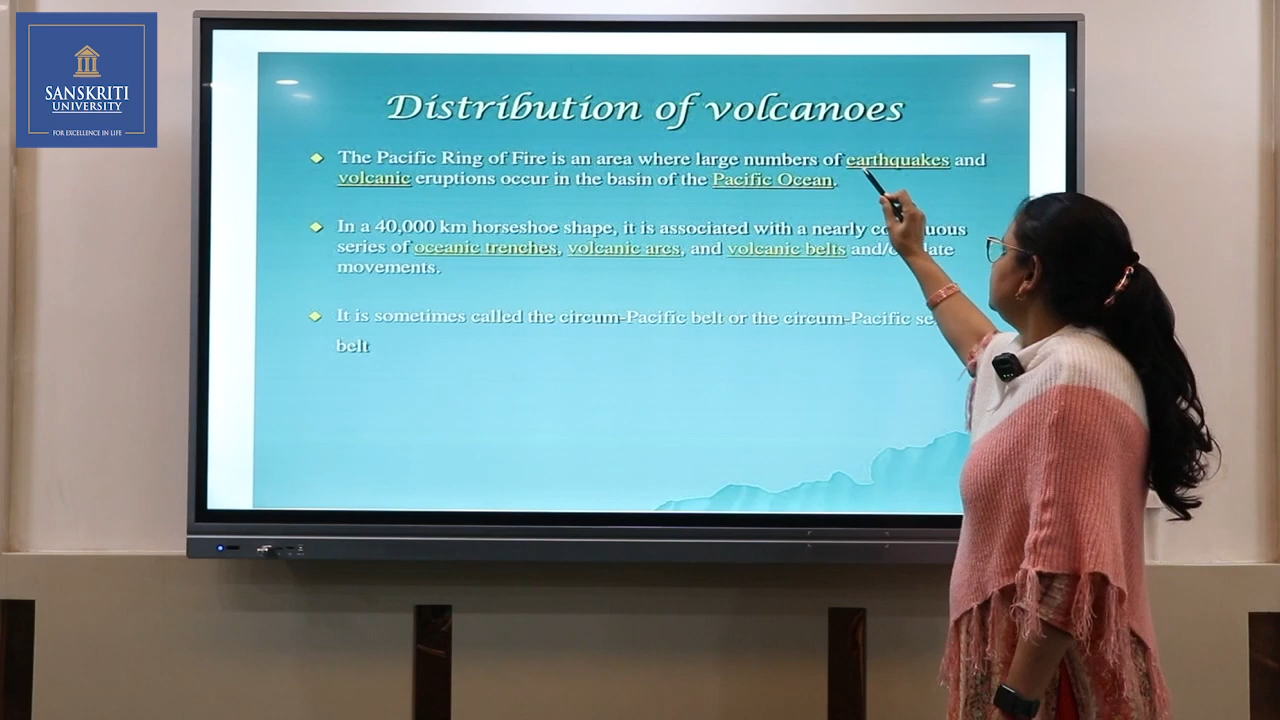 SANSKRITI
UNIVERSITY
FOR EXCELLENCE IN LIFE
Distribution of volcanoes
The Pacific Ring of Fire is an area where large numbers of earthquakes and
volcanic eruptions occur in the basin of the Pacific Ocean.
In a 40,000 km horseshoe shape, it is associated with a nearly
series of oceanic trenches, volcanic arcs, and volcanic belts
movements.
It is sometimes called the circum-Pacific belt or the circum-Pacific
belt